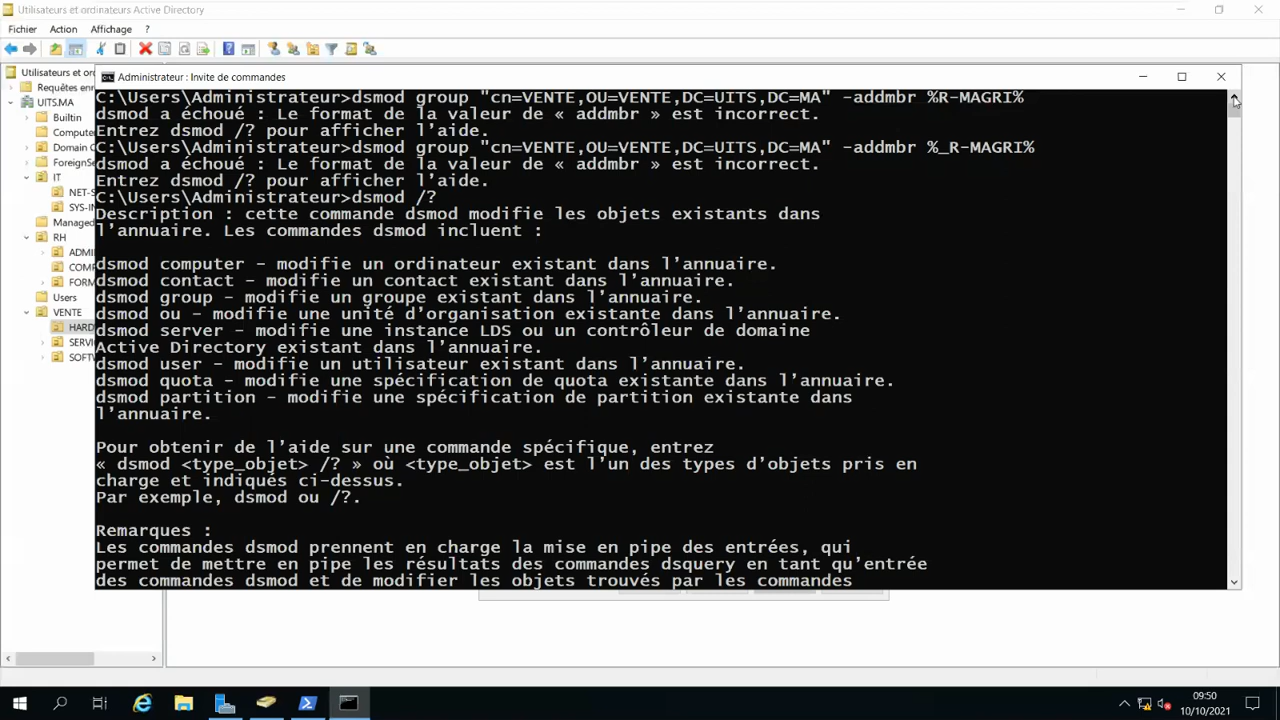 Utilisateurs et ordinateurs Active Directory
Fichier Action Affichage ?
Utilisateurs et ord
Requêtes enr
UITS.MA
Builtin
Computer
Domain C
ForeignSe
IT
NET-S
SYS-IN
Managed
RH
ADMI
COMP
FORM
Users
VENTE
HARD
SERVI
SOFT
Administrateur : Invite de commandes
C:\Users\Administrateur>dsmod group "cn=VENTE,OU=VENTE,DC=UITS,DC=MA" -addmbr %R-MAGRI%
dsmod a échoué : Le format de la valeur de « addmbr » est incorrect.
Entrez dsmod /? pour afficher l'aide.
C:\Users\Administrateur>dsmod group "cn=VENTE,OU=VENTE,DC=UITS,DC=MA" -addmbr %_R-MAGRI%
dsmod a échoué : Le format de la valeur de « addmbr » est incorrect.
Entrez dsmod /? pour afficher l'aide.
C:\Users\Administrateur>dsmod /?
Description : cette commande dsmod modifie les objets existants dans
l'annuaire. Les commandes dsmod incluent :
dsmod computer - modifie un ordinateur existant dans l'annuaire.
dsmod contact - modifie un contact existant dans l'annuaire.
dsmod group - modifie un groupe existant dans l'annuaire.
dsmod ou - modifie une unité d'organisation existante dans l'annuaire.
dsmod server - modifie une instance LDS ou un contrôleur de domaine
Active Directory existant dans l'annuaire.
dsmod user - modifie un utilisateur existant dans l'annuaire.
dsmod quota - modifie une spécification de quota existante dans l'annuaire.
dsmod partition - modifie une spécification de partition existante dans
l'annuaire.
Pour obtenir de l'aide sur une commande spécifique, entrez
« dsmod <type_objet> /? » où <type_objet> est l'un des types d'objets pris en
charge et indiqués ci-dessus.
Par exemple, dsmod ou /?.
Remarques :
Les commandes dsmod prennent en charge la mise en pipe des entrées, qui
permet de mettre en pipe les résultats des commandes dsquery en tant qu'entrée
des commandes dsmod et de modifier les objets trouvés par les commandes
09:50
10/10/2021